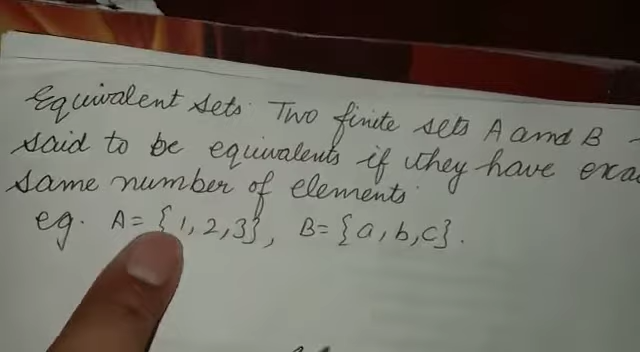 Equivalent sets: Two finite sets A and B
said to be equivalents if they have
same number of elements
eg. A = {1, 2, 3}, B = {a, b, c}.